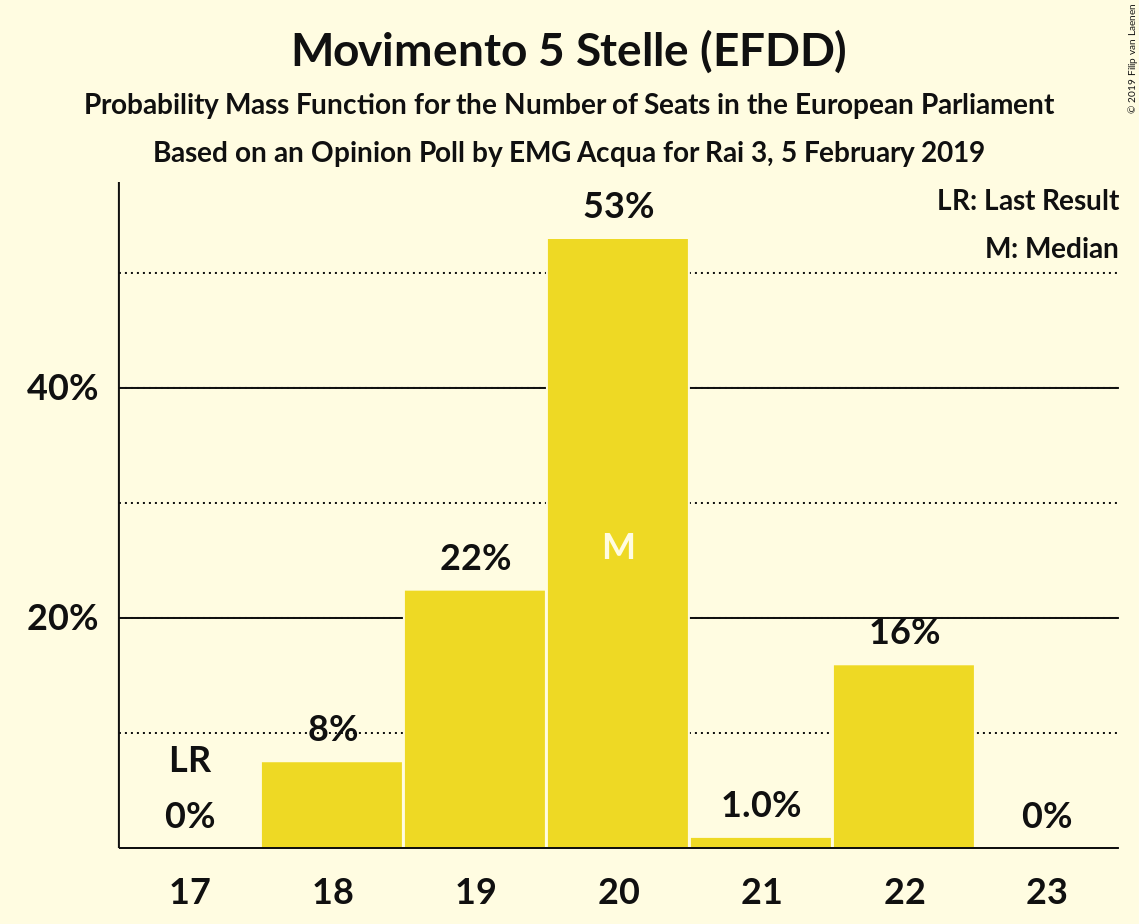 Movimento 5 Stelle (EFDD)
Probability Mass Function for the Number of Seats in the European Parliament
Based on an Opinion Poll by EMG Acqua for Rai 3, 5 February 2019
© 2019 Filip van Laenen
LR: Last Result
M: Median
53%
40%
22%
M
20%
16%
8%
LR
0%
1.0%
0%
17 18 19 20 21 22 23